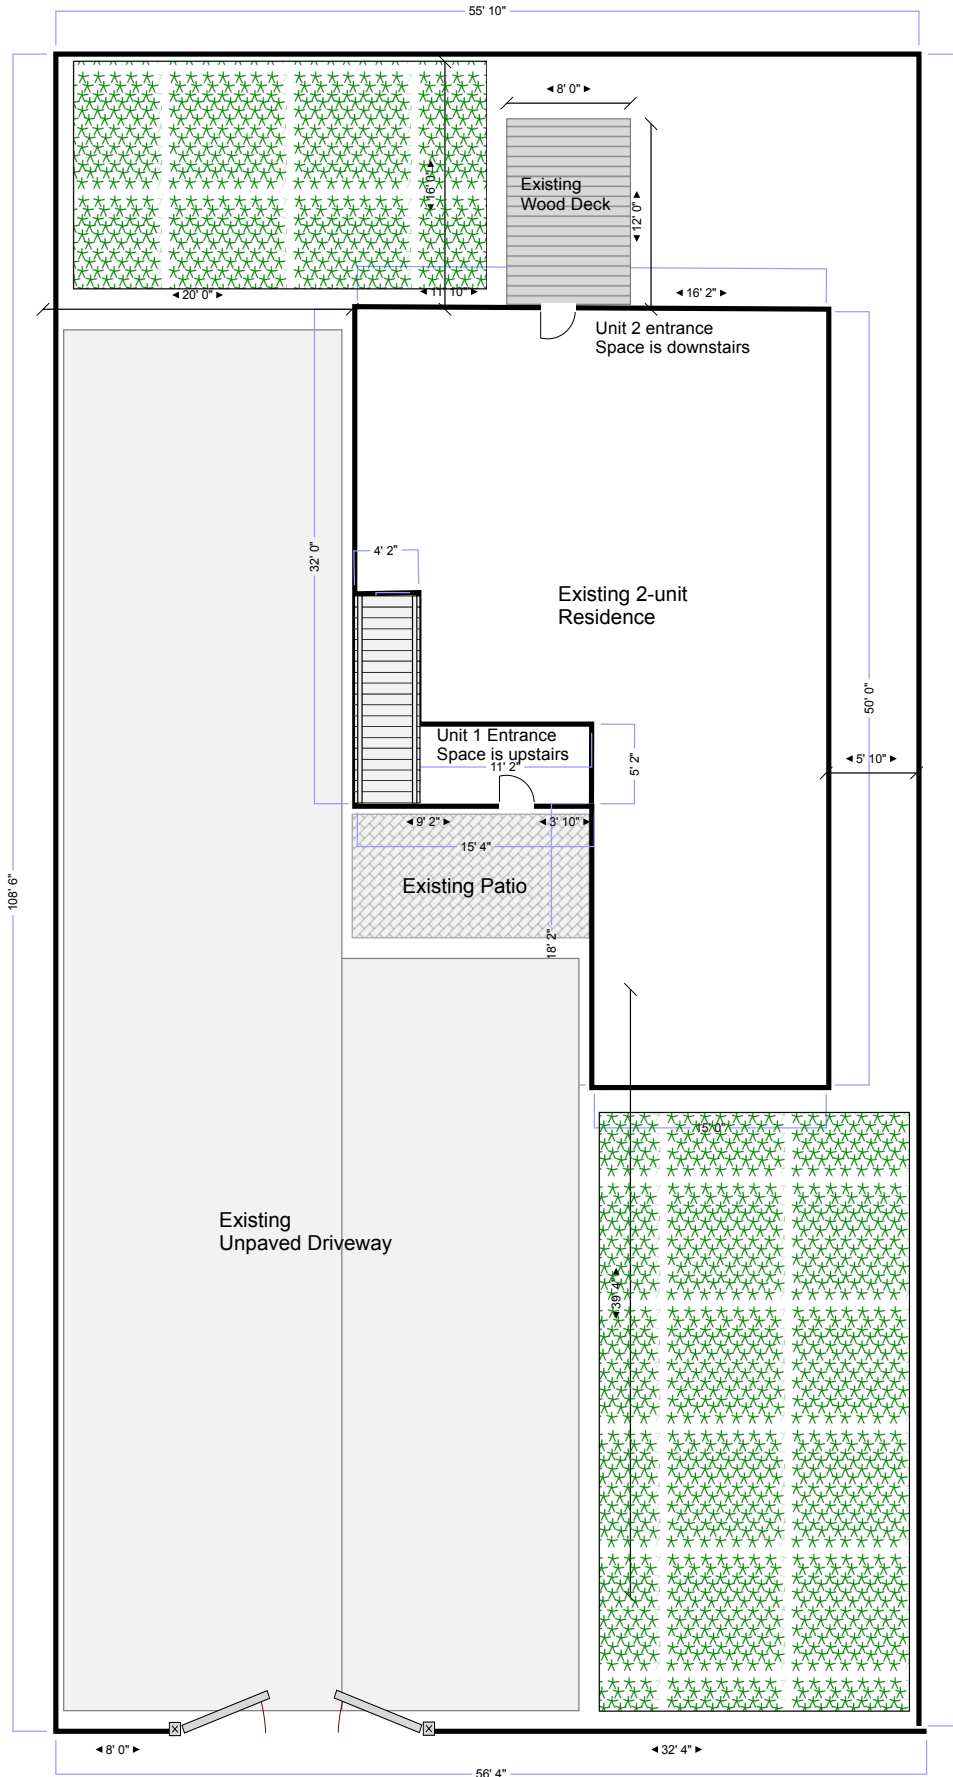 55' 10"
8' 0"
Existing
Wood Deck
16' 0"
12' 0"
20' 0"
11' 10"
16' 2"
Unit 2 entrance
Space is downstairs
32' 0"
4' 2"
Existing 2-unit
Residence
50' 0"
Unit 1 Entrance
Space is upstairs
11' 2"
5' 2"
5' 10"
9' 2"
3' 10"
15' 4"
Existing Patio
108' 6"
18' 2"
15' 0"
Existing
Unpaved Driveway
39' 4"
8' 0"
32' 4"
56' 4"